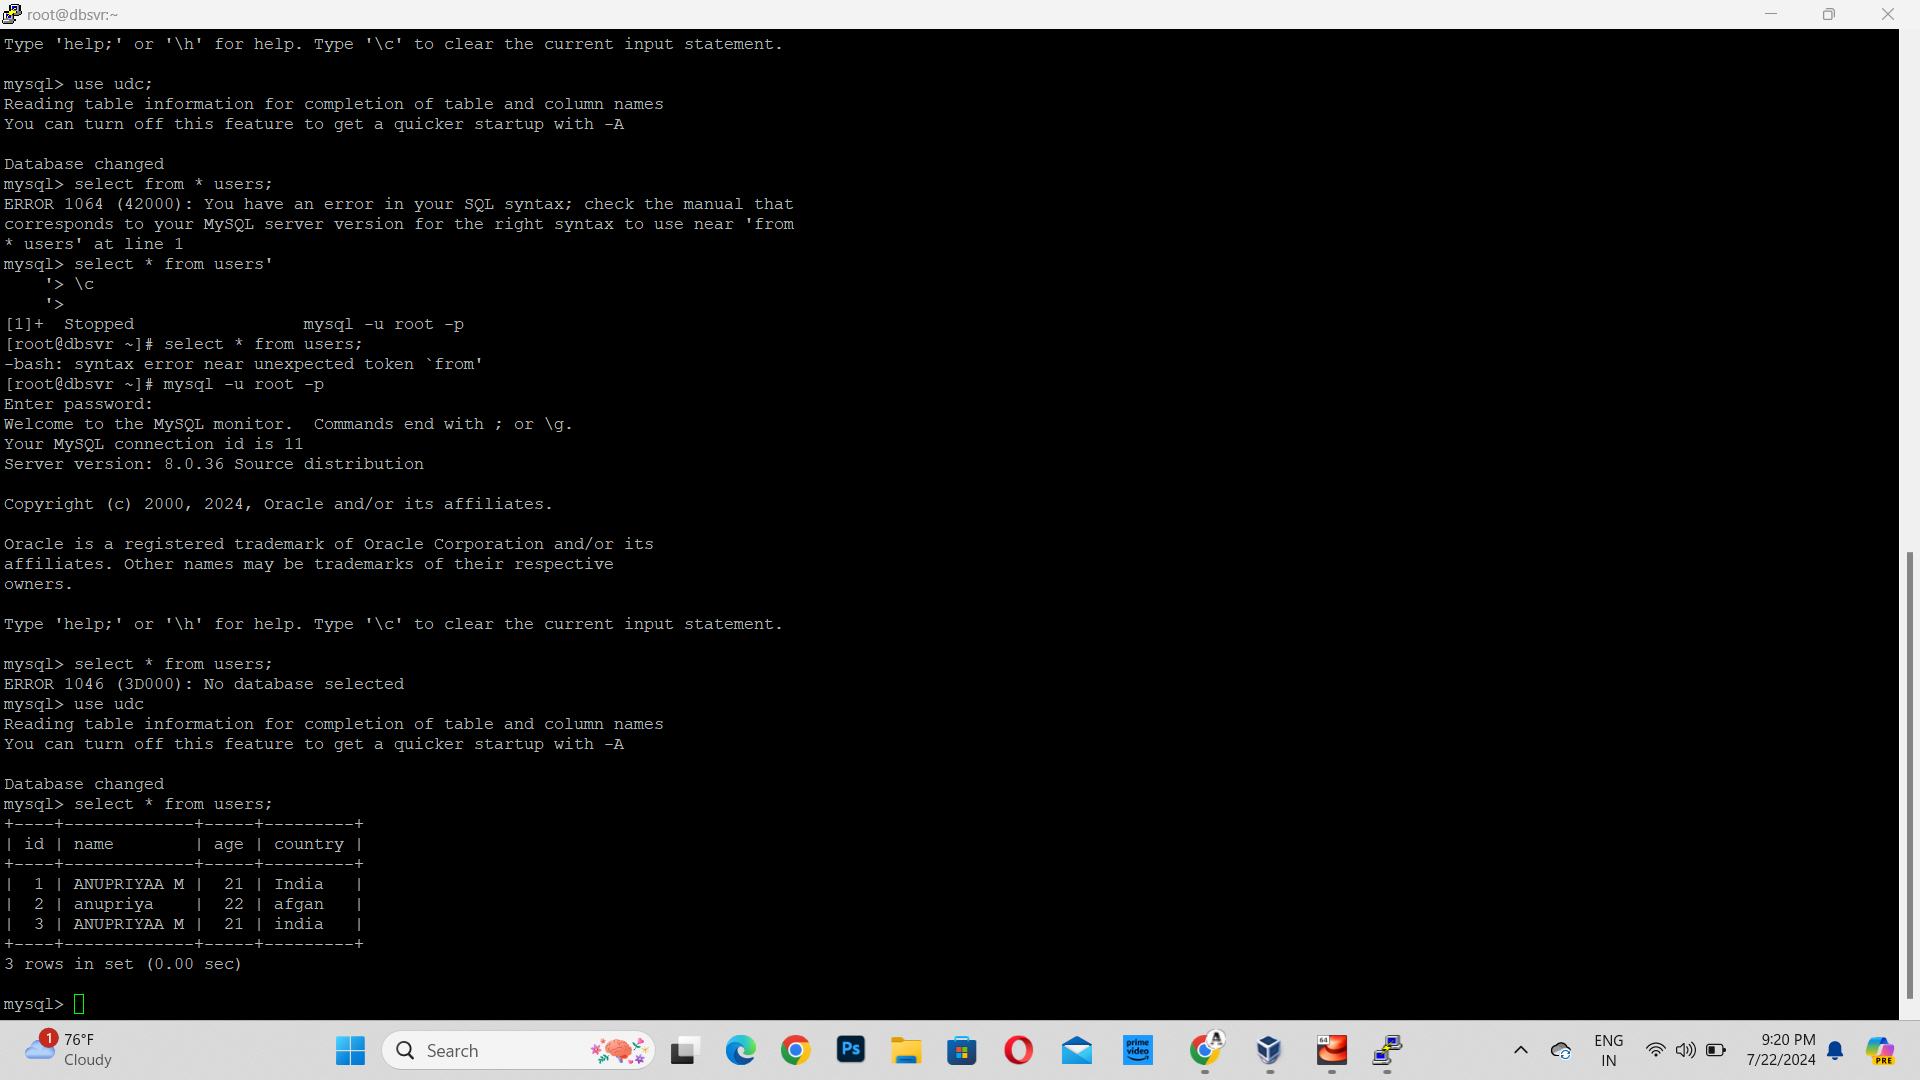 root@dbsvr:~
Type 'help;' or '\h' for help. Type '\c' to clear the current input statement.
mysql> use udc;
Reading table information for completion of table and column names
You can turn off this feature to get a quicker startup with -A
Database changed
mysql> select from * users;
ERROR 1064 (42000): You have an error in your SQL syntax; check the manual that
corresponds to your MySQL server version for the right syntax to use near 'from
* users' at line 1
mysql> select * from users'
'> \c
'>
[1]+  Stopped                 mysql -u root -p
[root@dbsvr ~]# select * from users;
-bash: syntax error near unexpected token `from'
[root@dbsvr ~]# mysql -u root -p
Enter password:
Welcome to the MySQL monitor.  Commands end with ; or \g.
Your MySQL connection id is 11
Server version: 8.0.36 Source distribution
Copyright (c) 2000, 2024, Oracle and/or its affiliates.
Oracle is a registered trademark of Oracle Corporation and/or its
affiliates. Other names may be trademarks of their respective
owners.
Type 'help;' or '\h' for help. Type '\c' to clear the current input statement.
mysql> select * from users;
ERROR 1046 (3D000): No database selected
mysql> use udc
Reading table information for completion of table and column names
You can turn off this feature to get a quicker startup with -A
Database changed
mysql> select * from users;
+----+-------------+-----+---------+
| id | name        | age | country |
+----+-------------+-----+---------+
|  1 | ANUPRIYAA M |  21 | India   |
|  2 | anupriya    |  22 | afgan   |
|  3 | ANUPRIYAA M |  21 | india   |
+----+-------------+-----+---------+
3 rows in set (0.00 sec)
mysql>
1
76°F
Cloudy
Search
Ps
prime video
A
64
ENG
IN
9:20 PM
7/22/2024
PRE